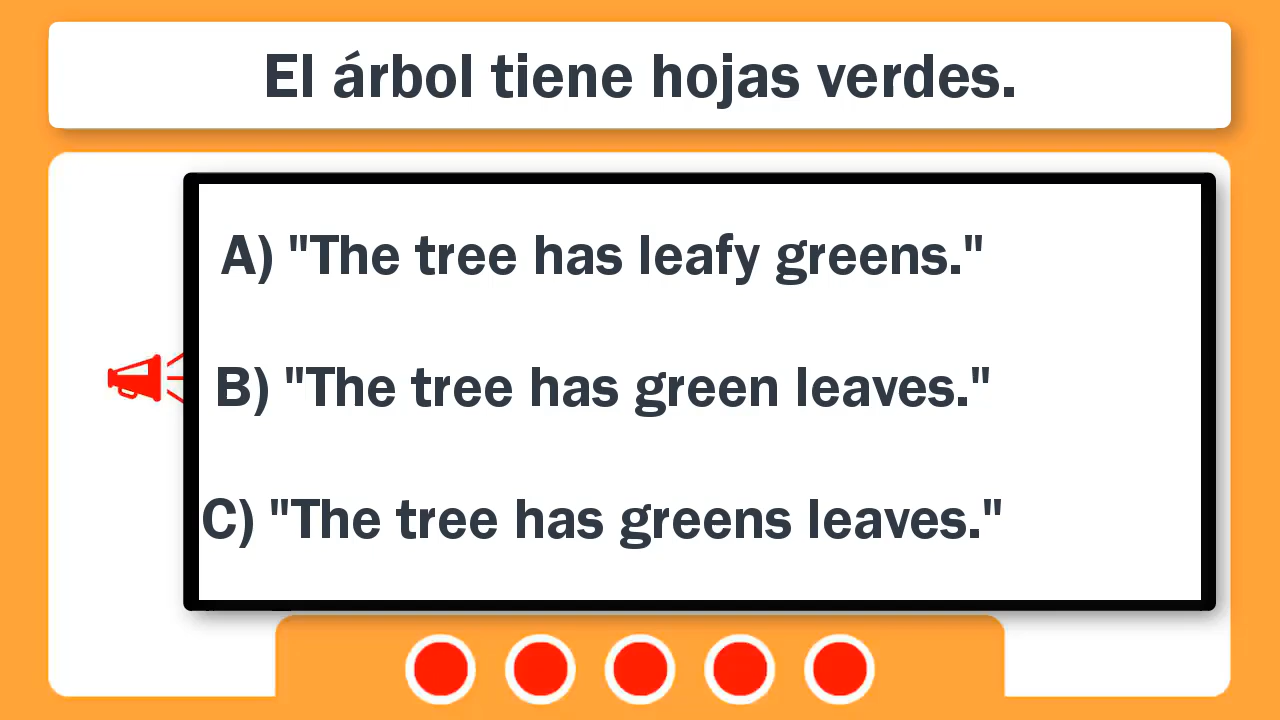 El árbol tiene hojas verdes.
A) "The tree has leafy greens."
B) "The tree has green leaves."
C) "The tree has greens leaves."